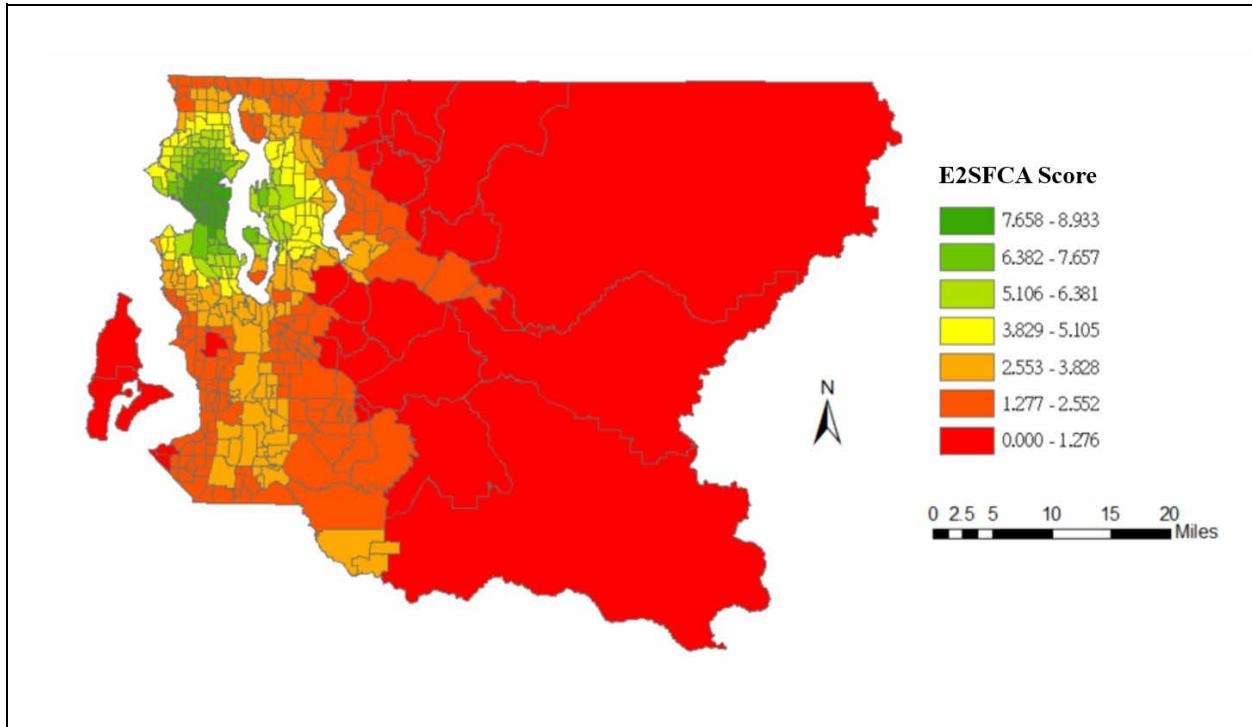 E2SFCA Score
7.658 - 8.933
6.382 - 7.657
5.106 - 6.381
3.829 - 5.105
2.553 - 3.828
1.277 - 2.552
0.000 - 1.276
N
0 2.5 5 10 15 20
Miles